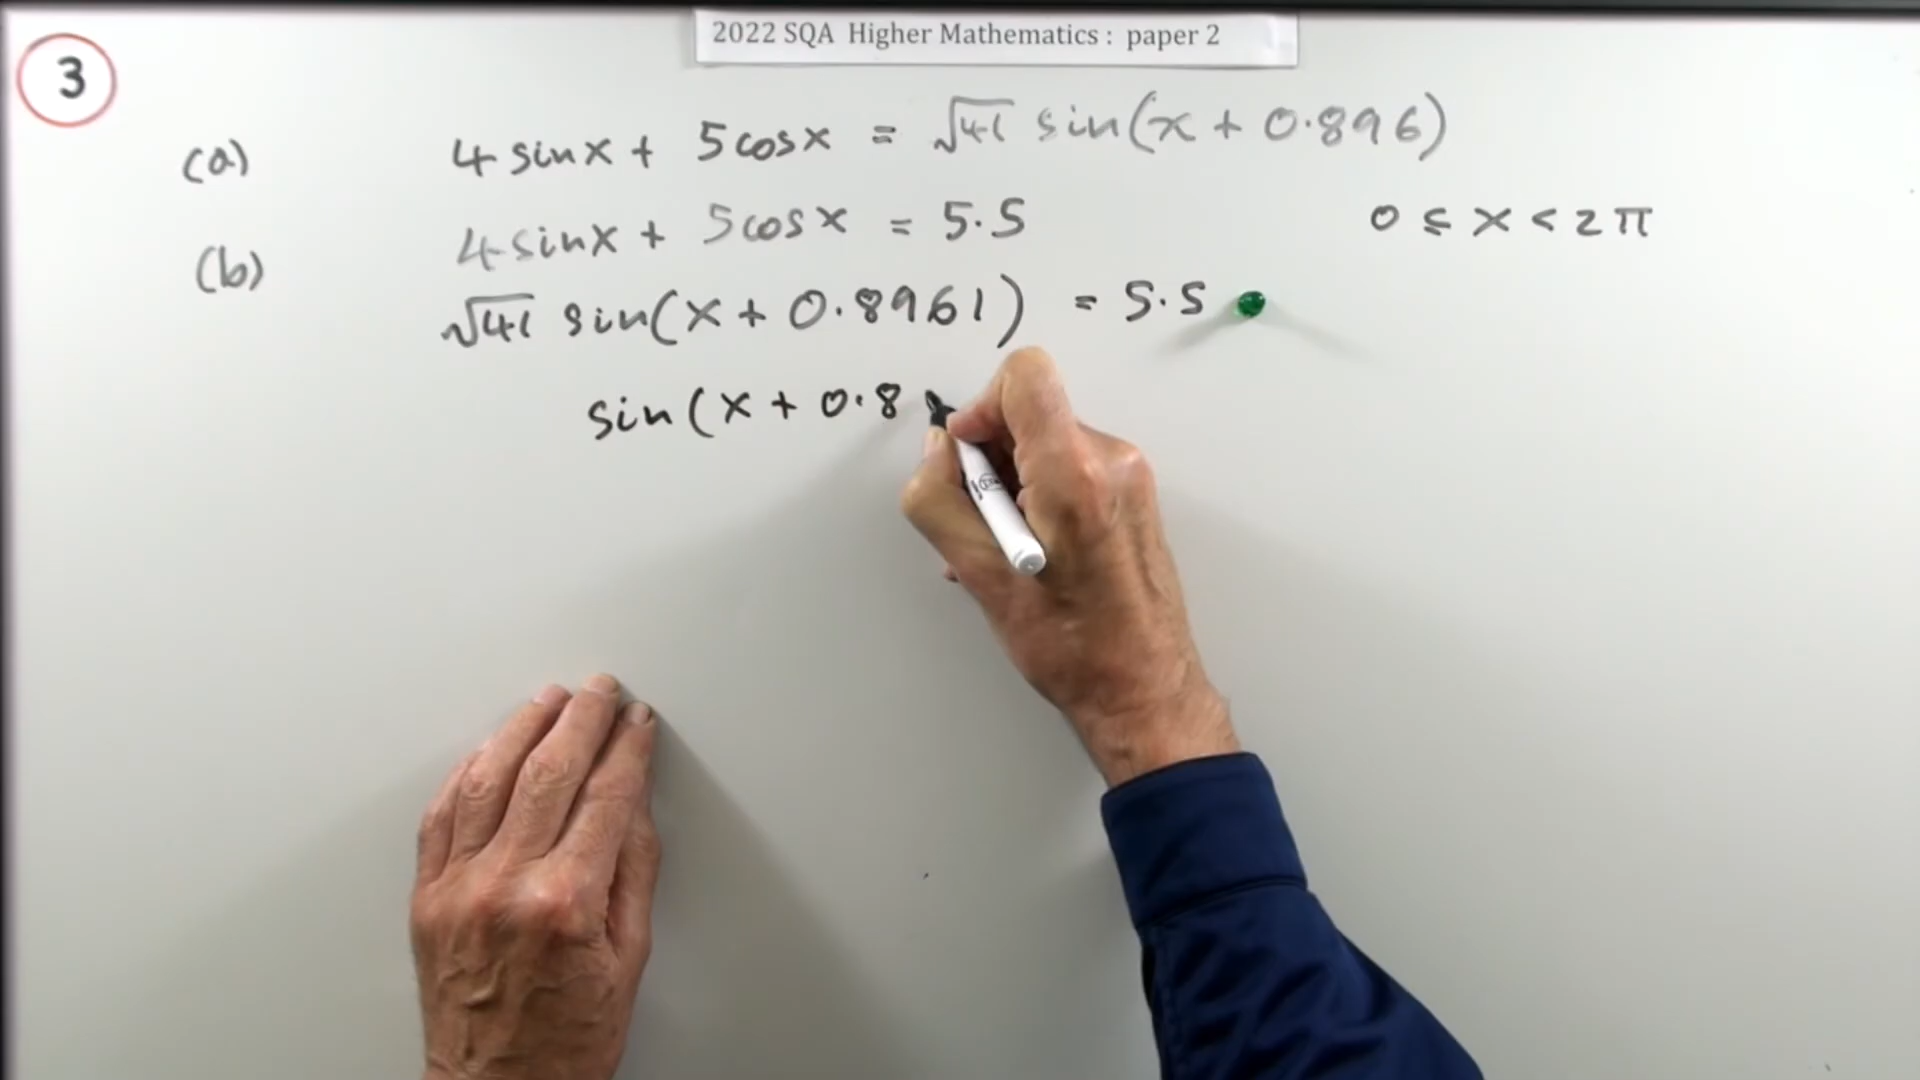 2022 SQA Higher Mathematics : paper 2
3
(a) 4 sinx + 5cosx = √41 sin(x + 0.896)
(b) 4sinx + 5cosx = 5.5 0 ≤ x < 2π
√41 sin(x + 0.8961) = 5.5
sin(x + 0.8